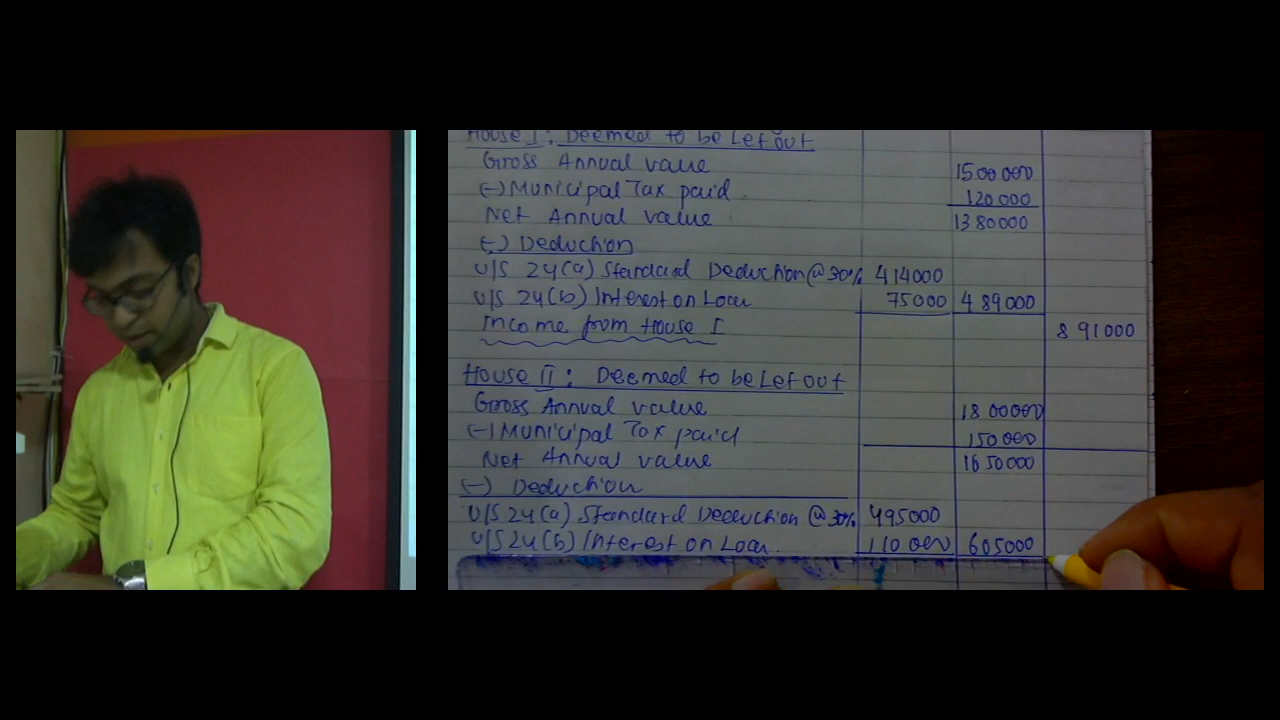 House I : Deemed to be Let out
Gross Annual value 1500000
(-) Municipal Tax paid 120000
Net Annual value 1380000
(-) Deduction
U/S 24(a) Standard Deduction @ 30% 414000
U/S 24(b) Interest on Loan 75000 489000
Income from House I 891000
House II : Deemed to be Let out
Gross Annual value 1800000
(-) Municipal Tax paid 150000
Net Annual value 1650000
(-) Deduction
U/S 24(a) Standard Deduction @ 30% 495000
U/S 24(b) Interest on Loan 110000 605000